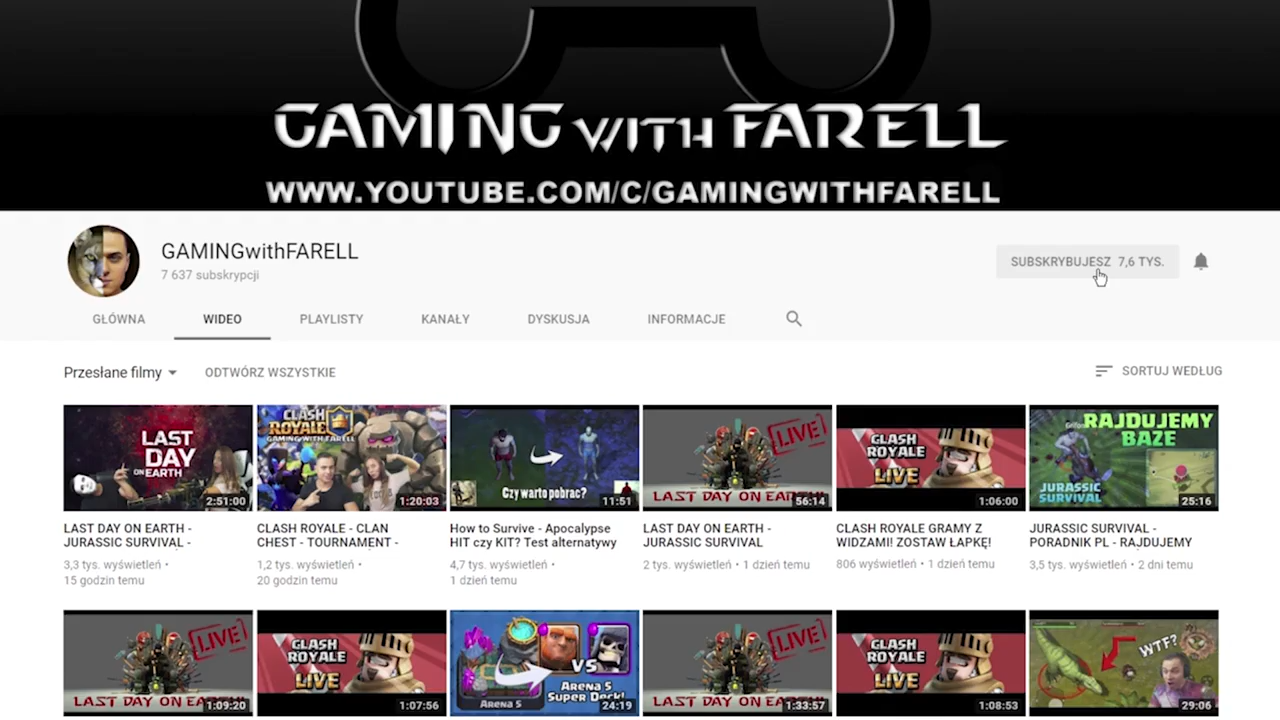 GAMING WITH FARELL
WWW.YOUTUBE.COM/C/GAMINGWITHFARELL
GAMINGwithFARELL
7 637 subskrypcji
SUBSKRYBUJESZ 7,6 TYS.
GŁÓWNA WIDEO PLAYLISTY KANAŁY DYSKUSJA INFORMACJE
Przesłane filmy ODTWÓRZ WSZYSTKIE SORTUJ WEDŁUG
LAST DAY ON EARTH
2:51:00
CLASH ROYALE
GAMING WITH FARELL
1:20:03
Czy warto pobrac?
11:51
LIVE
LAST DAY ON EARTH
56:14
CLASH ROYALE LIVE
1:06:00
RAJDUJEMY BAZE
JURASSIC SURVIVAL
25:16
LAST DAY ON EARTH -
JURASSIC SURVIVAL -
3,3 tys. wyświetleń •
15 godzin temu
CLASH ROYALE - CLAN
CHEST - TOURNAMENT -
1,2 tys. wyświetleń •
20 godzin temu
How to Survive - Apocalypse
HIT czy KIT? Test alternatywy
4,7 tys. wyświetleń •
1 dzień temu
LAST DAY ON EARTH -
JURASSIC SURVIVAL
2 tys. wyświetleń • 1 dzień temu
CLASH ROYALE GRAMY Z
WIDZAMI! ZOSTAW ŁAPKĘ!
806 wyświetleń • 1 dzień temu
JURASSIC SURVIVAL -
PORADNIK PL - RAJDUJEMY
3,5 tys. wyświetleń • 2 dni temu
LIVE
LAST DAY ON EARTH
1:09:20
CLASH ROYALE LIVE
1:07:56
VS
Arena 5
Arena 5
Super Deck!
24:19
LIVE
LAST DAY ON EARTH
1:33:57
CLASH ROYALE LIVE
1:08:53
WTF?
29:06